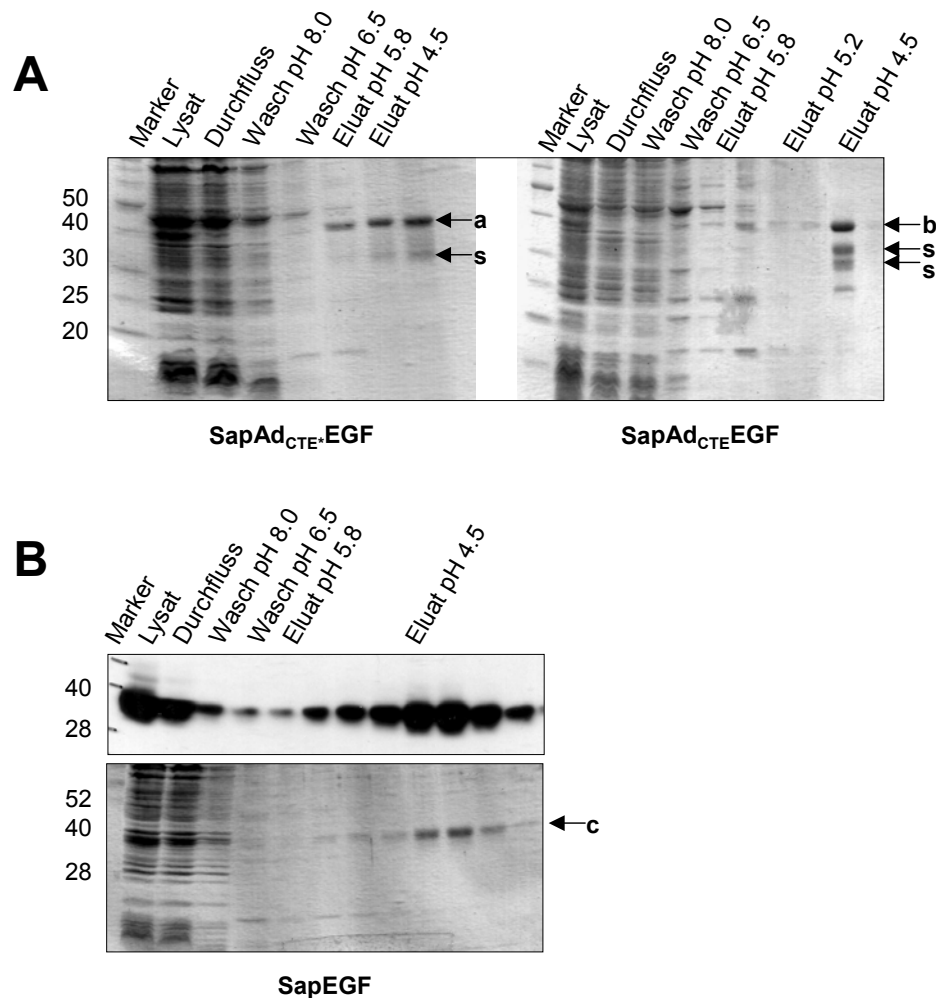 A
Marker
Lysat
Durchfluss
Wasch pH 8.0
Wasch pH 6.5
Eluat pH 5.8
Eluat pH 4.5
Marker
Lysat
Durchfluss
Wasch pH 8.0
Wasch pH 6.5
Eluat pH 5.8
Eluat pH 5.2
Eluat pH 4.5
50
40
30
25
20
a
s
b
s
s
SapAdCTE*EGF
SapAdCTEEGF
B
Marker
Lysat
Durchfluss
Wasch pH 8.0
Wasch pH 6.5
Eluat pH 5.8
Eluat pH 4.5
40
28
52
40
28
c
SapEGF